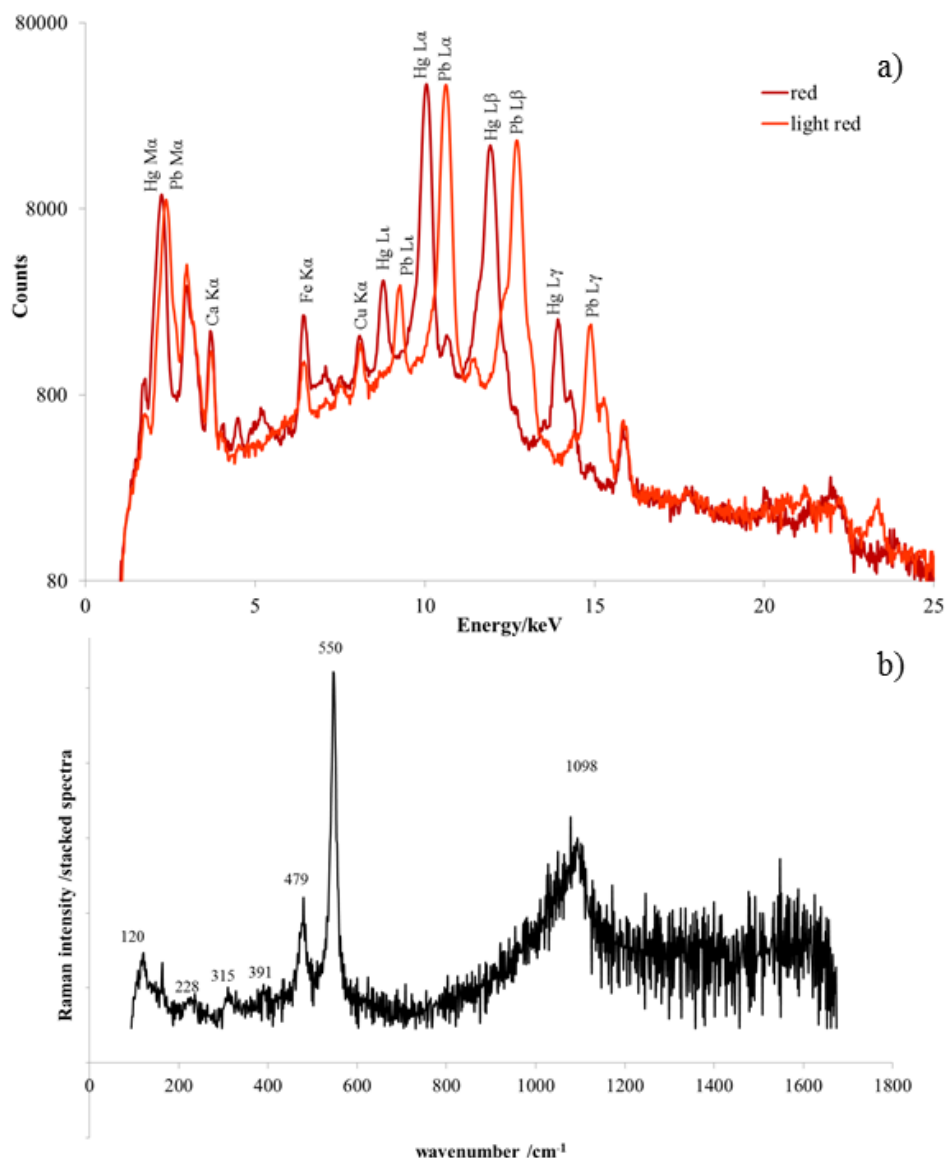 80000
8000
800
80
Counts
Hg Mα
Pb Mα
Ca Kα
Fe Kα
Cu Kα
Hg Lι
Pb Lι
Hg Lα
Pb Lα
Hg Lβ
Pb Lβ
Hg Lγ
Pb Lγ
a)
red
light red
0 5 10 15 20 25
Energy/keV
b)
Raman intensity /stacked spectra
120
228
315
391
479
550
1098
0 200 400 600 800 1000 1200 1400 1600 1800
wavenumber /cm⁻¹